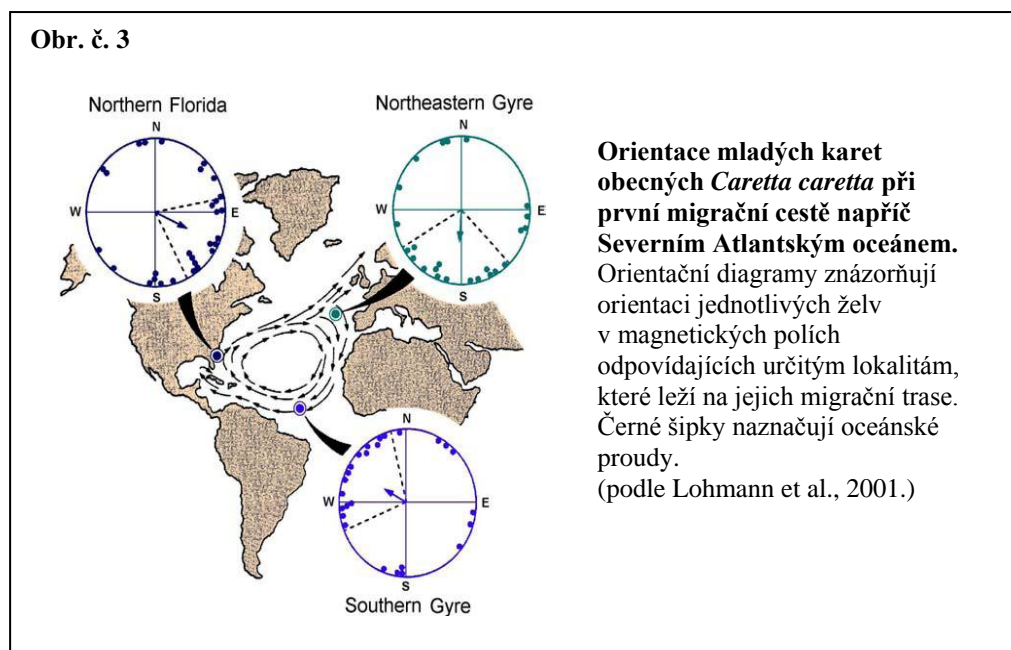 Obr. č. 3
Northern Florida
Northeastern Gyre
N
W
E
S
N
W
E
S
Orientace mladých karet
obecných Caretta caretta při
první migrační cestě napříč
Severním Atlantským oceánem.
Orientační diagramy znázorňují
orientaci jednotlivých želv
v magnetických polích
odpovídajících určitým lokalitám,
které leží na jejich migrační trase.
Černé šipky naznačují oceánské
proudy.
(podle Lohmann et al., 2001.)
N
W
E
S
Southern Gyre